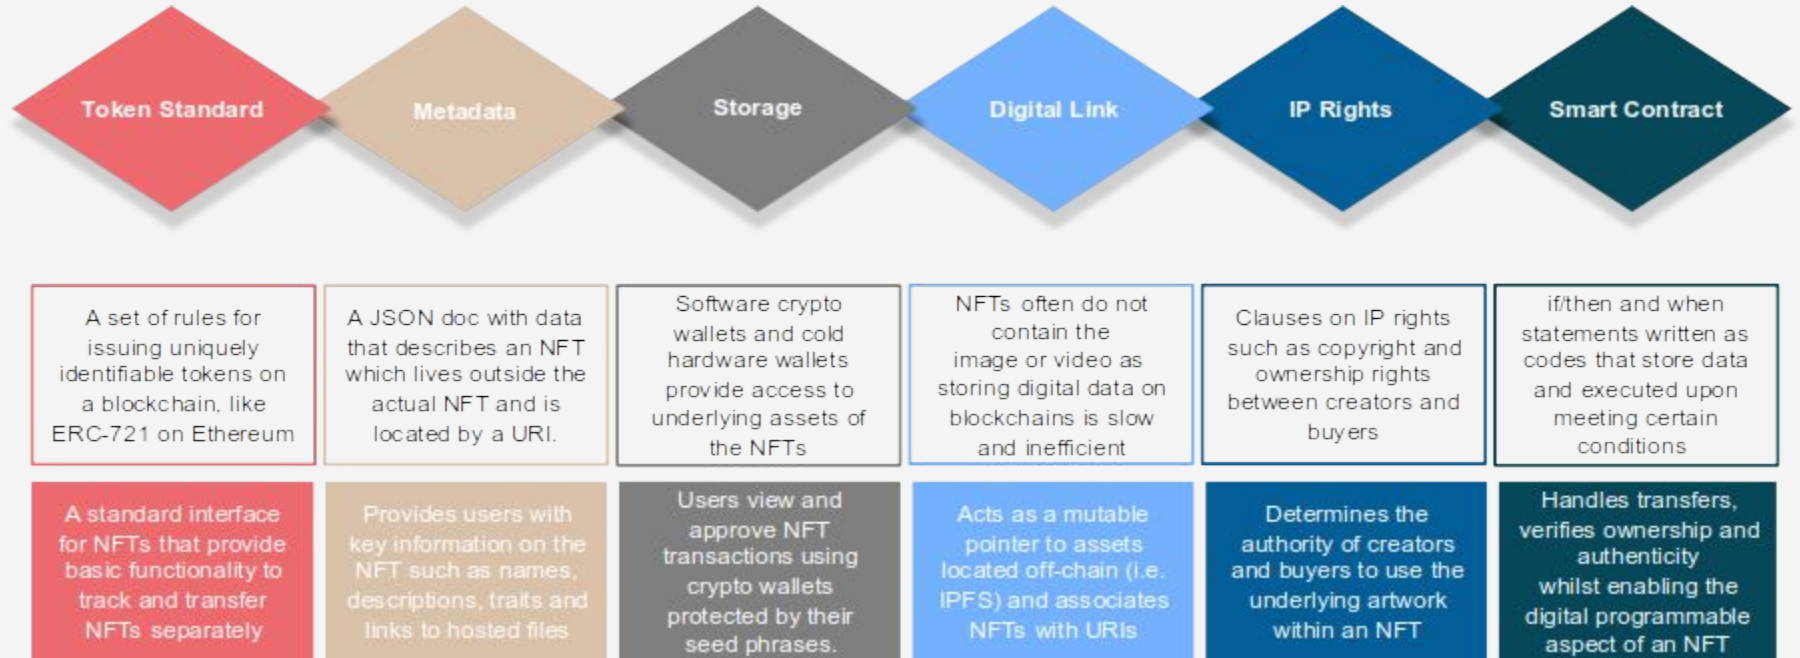 Token Standard
Metadata
Storage
Digital Link
IP Rights
Smart Contract
A set of rules for
issuing uniquely
identifiable tokens on
a blockchain, like
ERC-721 on Ethereum
A JSON doc with data
that describes an NFT
which lives outside the
actual NFT and is
located by a URI.
Software crypto
wallets and cold
hardware wallets
provide access to
underlying assets of
the NFTs
NFTs often do not
contain the
image or video as
storing digital data on
blockchains is slow
and inefficient
Clauses on IP rights
such as copyright and
ownership rights
between creators and
buyers
if/then and when
statements written as
codes that store data
and executed upon
meeting certain
conditions
A standard interface
for NFTs that provide
basic functionality to
track and transfer
NFTs separately
Provides users with
key information on the
NFT such as names,
descriptions, traits and
links to hosted files
Users view and
approve NFT
transactions using
crypto wallets
protected by their
seed phrases.
Acts as a mutable
pointer to assets
located off-chain (i.e.
IPFS) and associates
NFTs with URIs
Determines the
authority of creators
and buyers to use the
underlying artwork
within an NFT
Handles transfers,
verifies ownership and
authenticity
whilst enabling the
digital programmable
aspect of an NFT